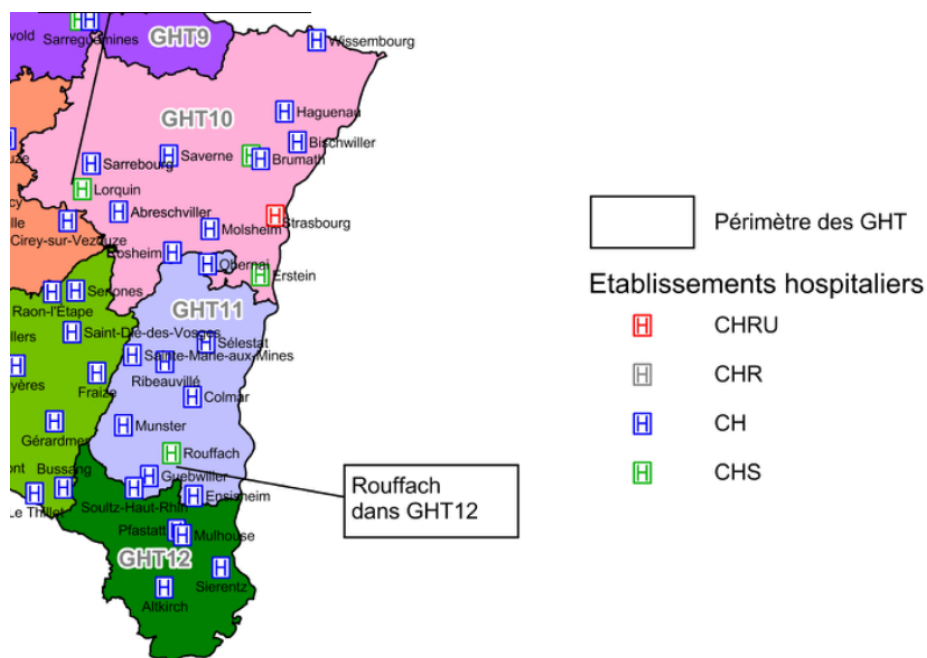 vold
Sarreguemines
GHT9
Wissembourg
GHT10
Haguenau
Bischwiller
Saverne
Brumath
Sarrebourg
Lorquin
Abreschviller
Strasbourg
Molsheim
Cirey-sur-Vezouze
Obernai
Erstein
GHT11
Senones
Raon-l'Étape
Saint-Dié-des-Vosges
Sélestat
Sainte-Marie-aux-Mines
Ribeauvillé
Fraize
Colmar
Munster
Gérardmer
Rouffach
Bussang
Guebwiller
Soultz-Haut-Rhin
Ensisheim
Le Thillot
Pfastatt
Mulhouse
GHT12
Sierentz
Altkirch
Rouffach
dans GHT12
Périmètre des GHT
Etablissements hospitaliers
H CHRU
H CHR
H CH
H CHS